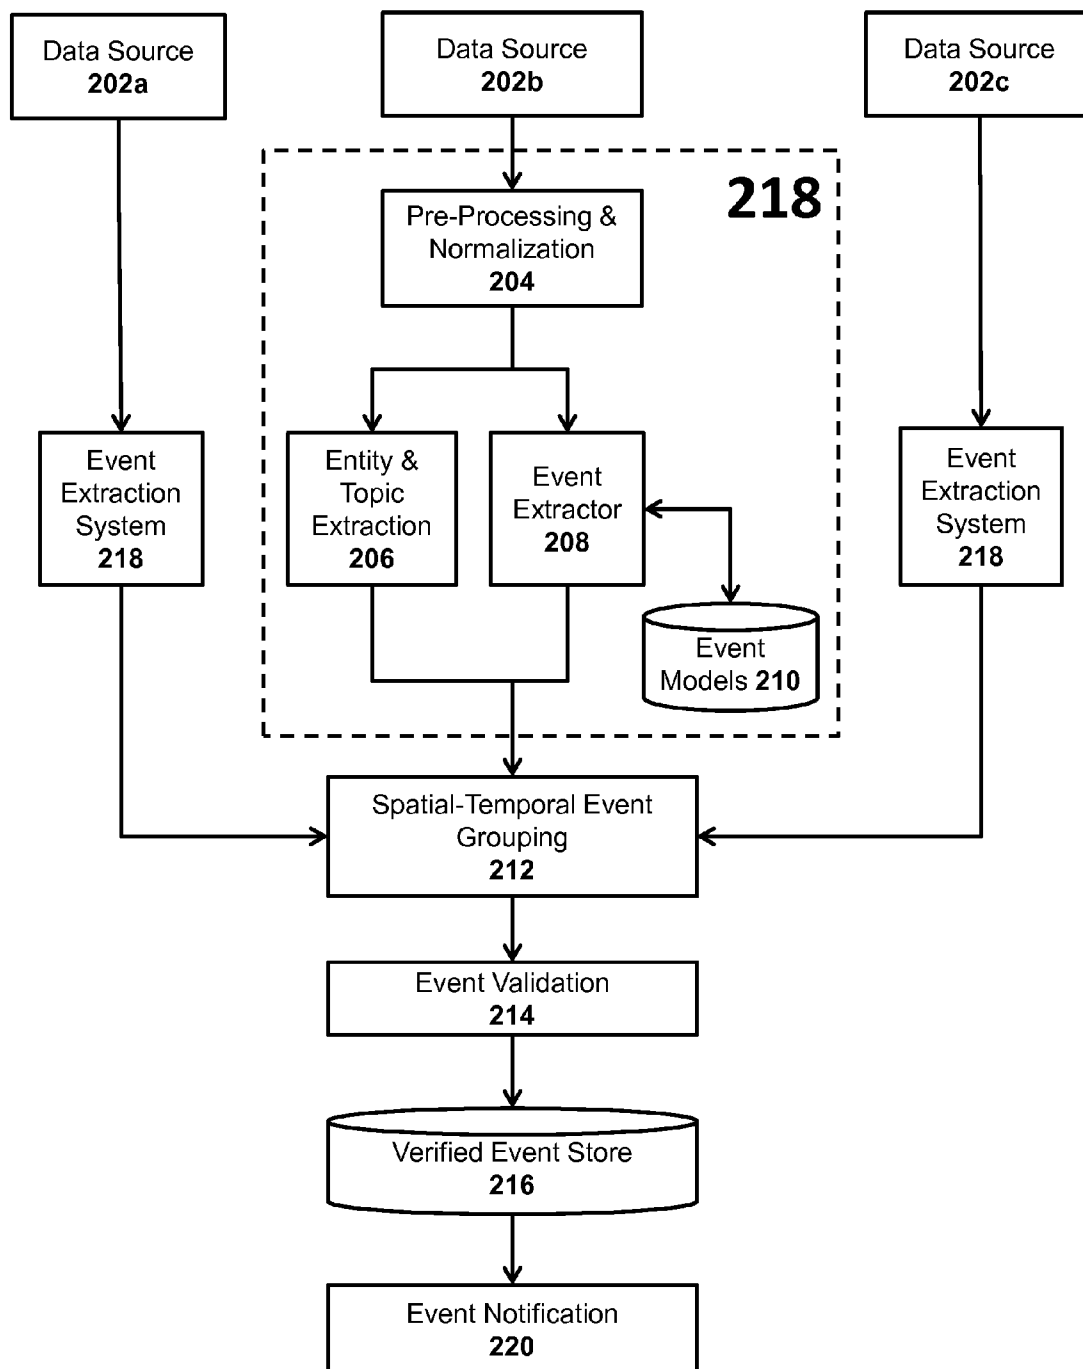 Data Source
202a
Data Source
202b
Data Source
202c
218
Pre-Processing &
Normalization
204
Event
Extraction
System
218
Entity &
Topic
Extraction
206
Event
Extractor
208
Event
Extraction
System
218
Event
Models 210
Spatial-Temporal Event
Grouping
212
Event Validation
214
Verified Event Store
216
Event Notification
220